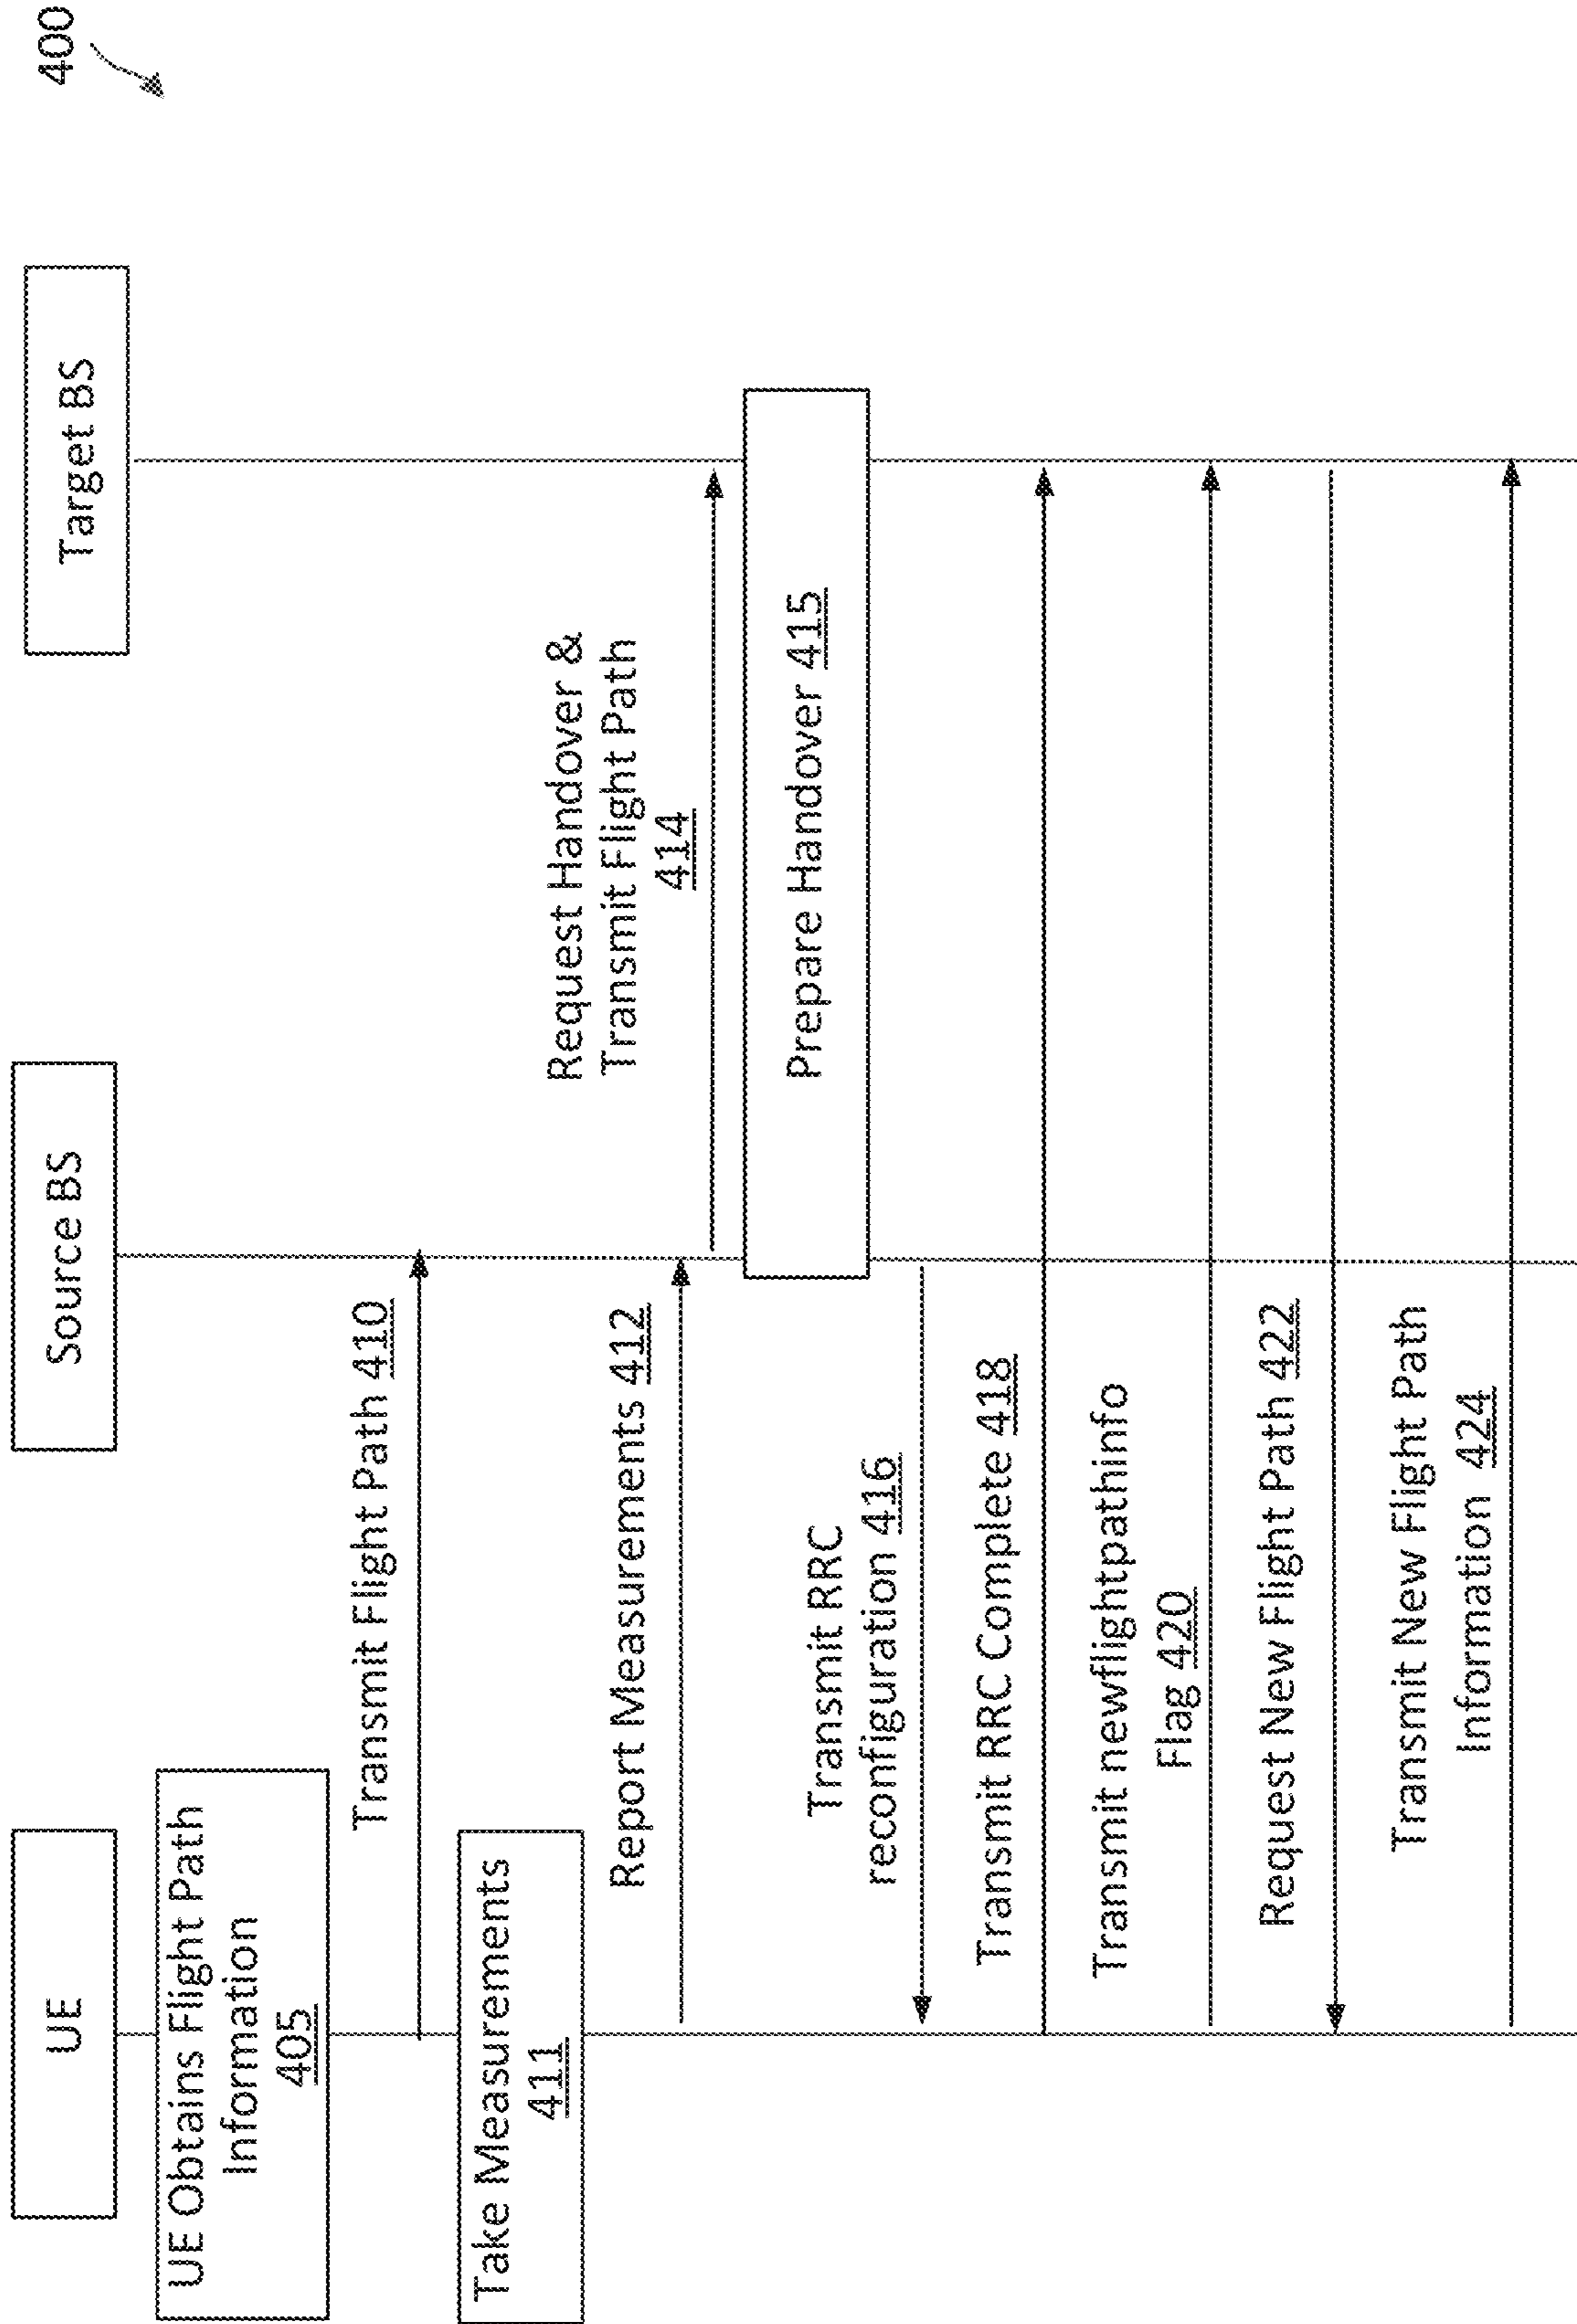 400
UE
Source BS
Target BS
UE Obtains Flight Path
Information
405
Transmit Flight Path 410
Take Measurements
411
Report Measurements 412
Request Handover &
Transmit Flight Path
414
Prepare Handover 415
Transmit RRC
reconfiguration 416
Transmit RRC Complete 418
Transmit newflightpathinfo
Flag 420
Request New Flight Path 422
Transmit New Flight Path
Information 424